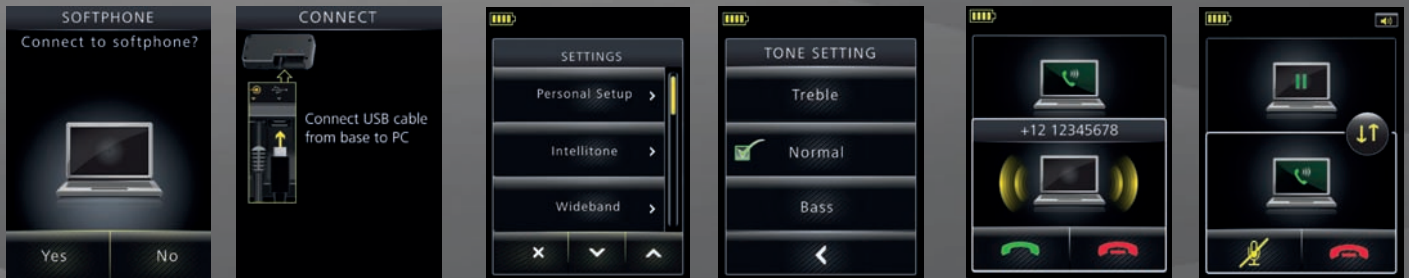 SOFTPHONE
Connect to softphone?
Yes
No
CONNECT
Connect USB cable
from base to PC
SETTINGS
Personal Setup
Intellitone
Wideband
TONE SETTING
Treble
Normal
Bass
+12 12345678